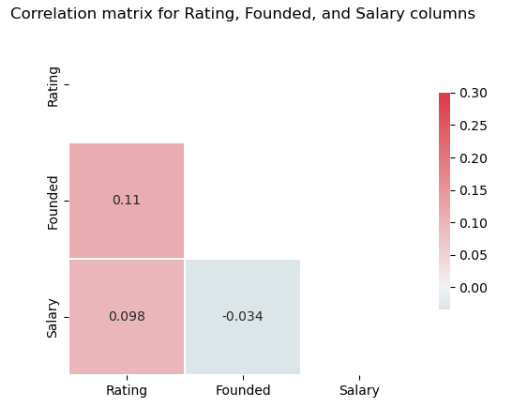 Correlation matrix for Rating, Founded, and Salary columns
Rating
0.30
0.25
0.20
0.15
0.10
0.05
0.00
Founded
0.11
Salary
0.098 -0.034
Rating Founded Salary